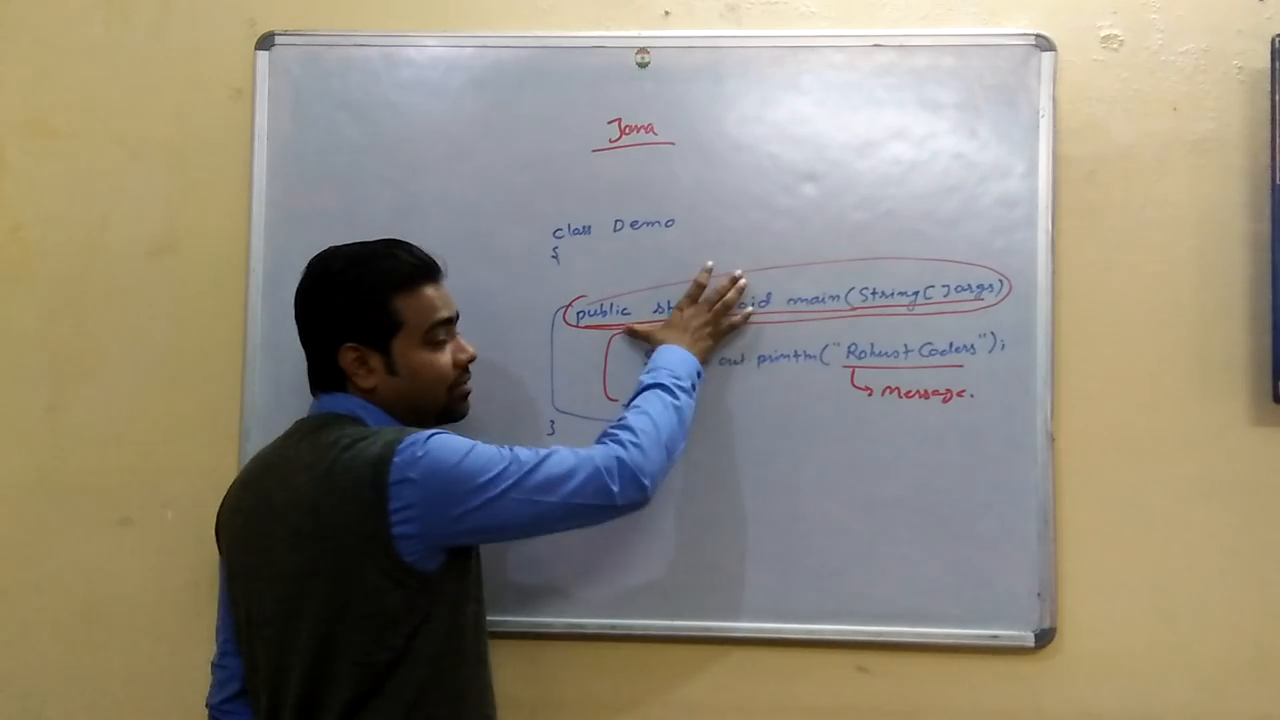 Java
class Demo
{
public void main(String[] args)
out.println("Robust Coders");
Message.
}